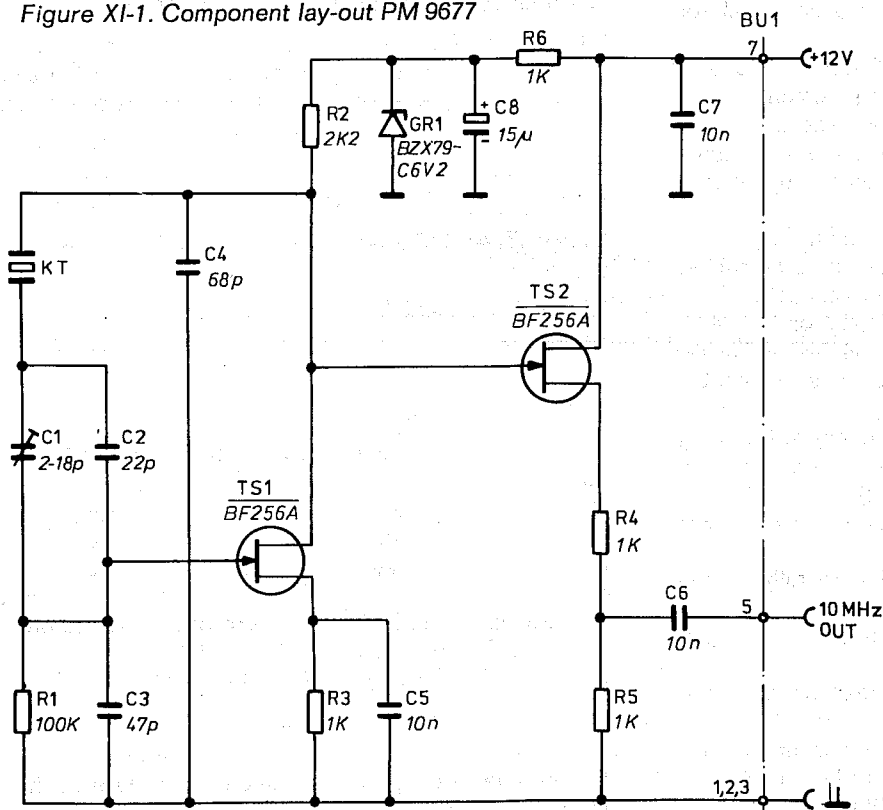 Figure XI-1. Component lay-out PM 9677
BU1
R6
1K
7
+12V
R2
2K2
GR1
BZX79-
C6V2
+
C8
15μ
-
C7
10n
KT
C4
68p
TS2
BF256A
C1
2-18p
C2
22p
TS1
BF256A
R4
1K
C6
10n
5
10MHz
OUT
R1
100K
C3
47p
R3
1K
C5
10n
R5
1K
1,2,3